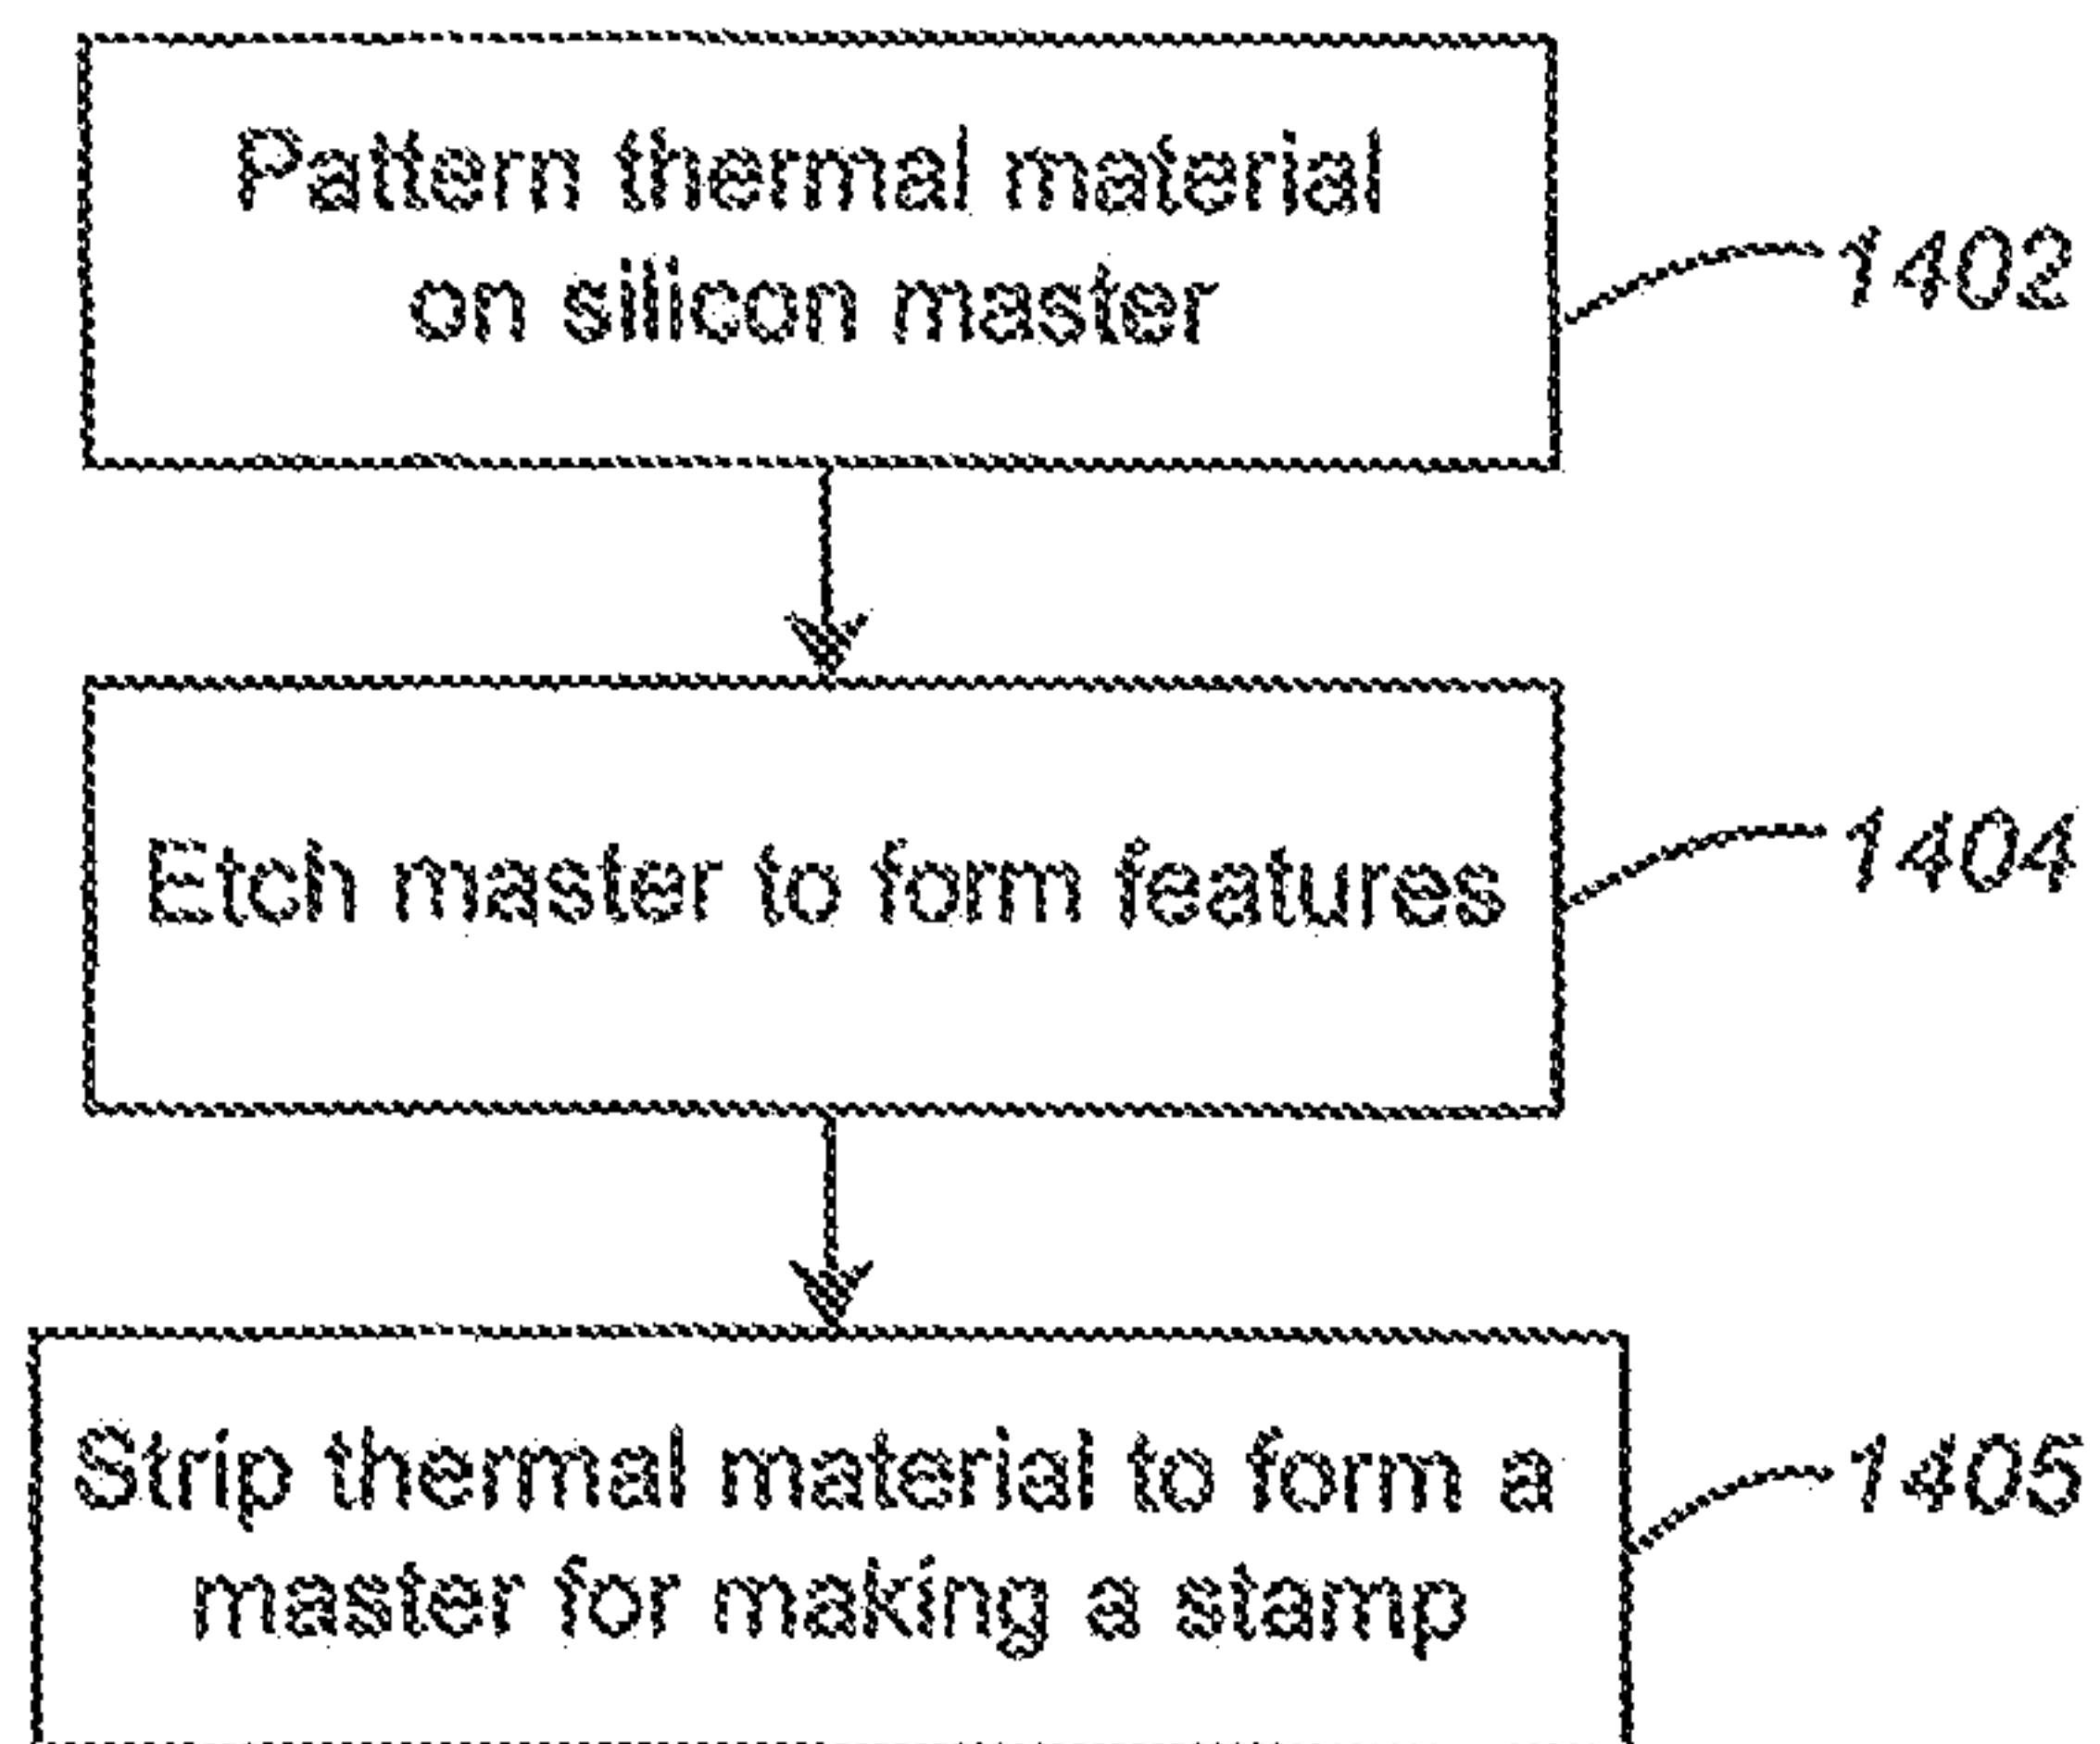 Pattern thermal material
on silicon master
1402
Etch master to form features
1404
Strip thermal material to form a
master for making a stamp
1405